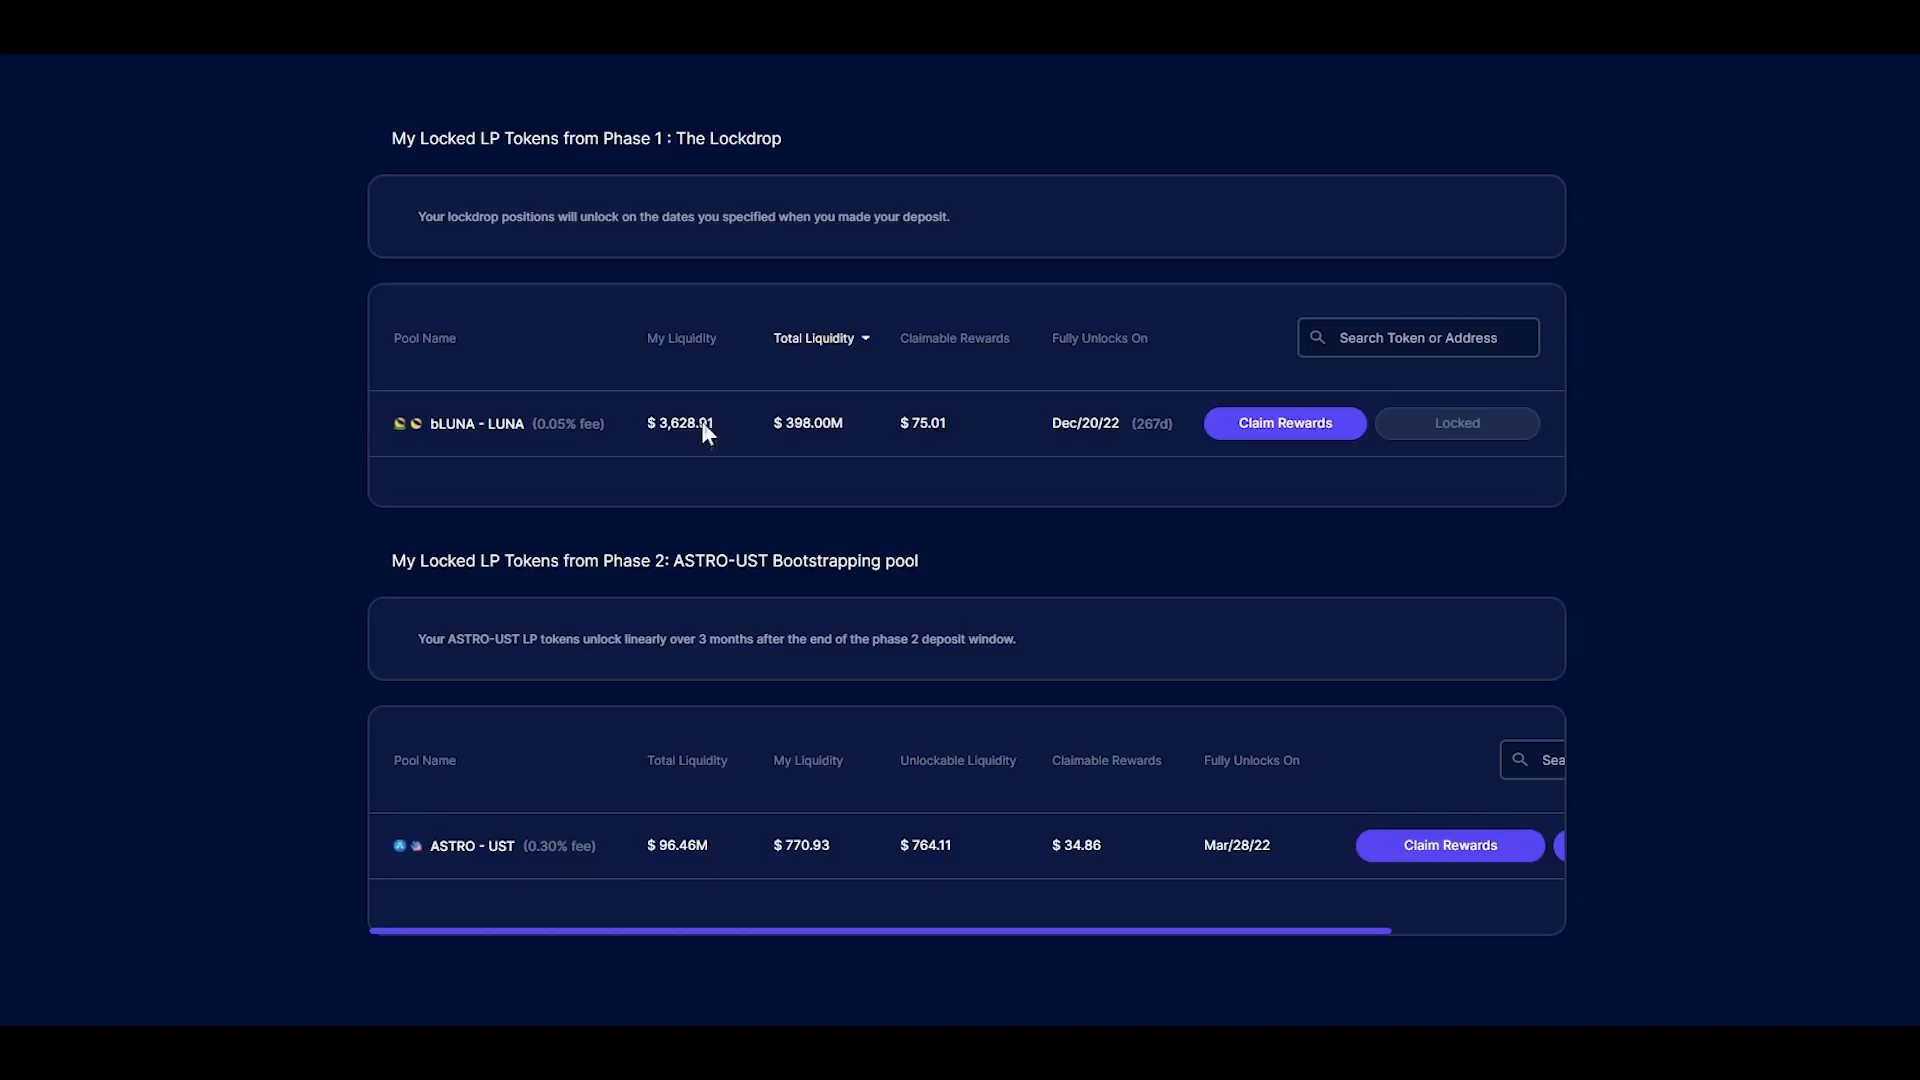 My Locked LP Tokens from Phase 1 : The Lockdrop
Your lockdrop positions will unlock on the dates you specified when you made your deposit.
Pool Name My Liquidity Total Liquidity Claimable Rewards Fully Unlocks On Search Token or Address
bLUNA - LUNA (0.05% fee) $ 3,628.91 $ 398.00M $ 75.01 Dec/20/22 (267d) Claim Rewards Locked
My Locked LP Tokens from Phase 2: ASTRO-UST Bootstrapping pool
Your ASTRO-UST LP tokens unlock linearly over 3 months after the end of the phase 2 deposit window.
Pool Name Total Liquidity My Liquidity Unlockable Liquidity Claimable Rewards Fully Unlocks On Sea
ASTRO - UST (0.30% fee) $ 96.46M $ 770.93 $ 764.11 $ 34.86 Mar/28/22 Claim Rewards